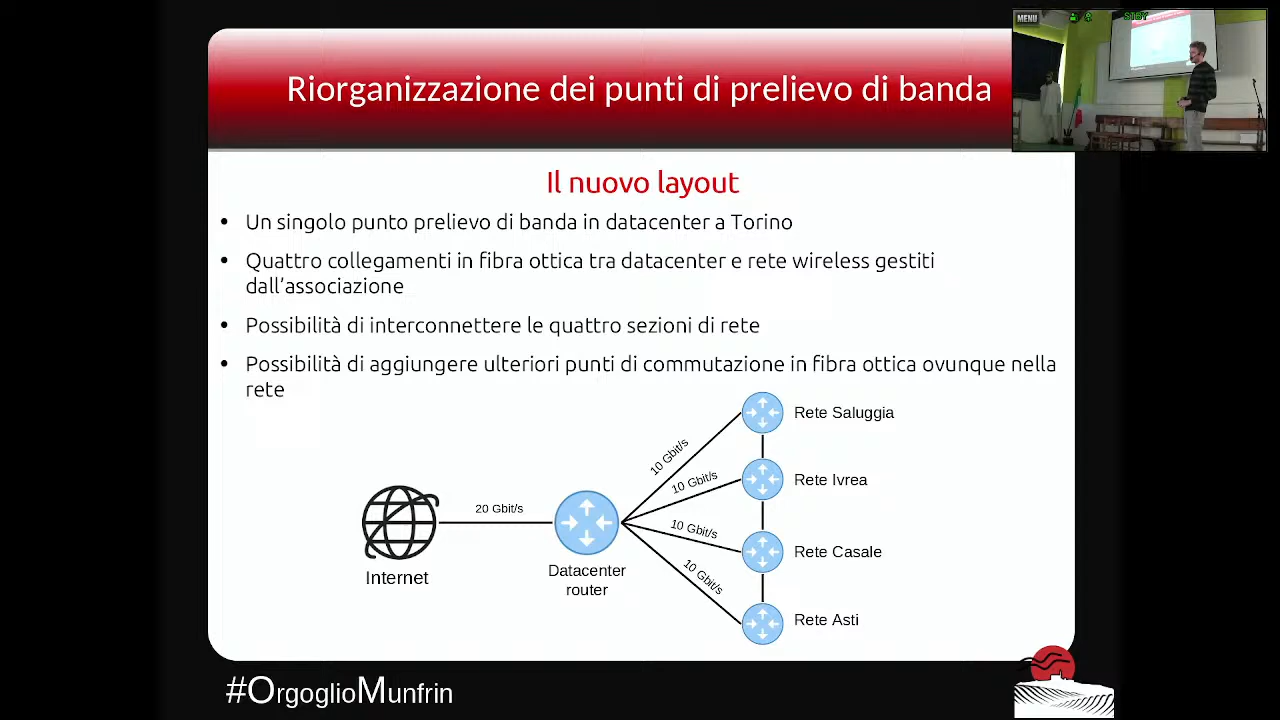 MENU
STBY
Riorganizzazione dei punti di prelievo di banda
Il nuovo layout
• Un singolo punto prelievo di banda in datacenter a Torino
• Quattro collegamenti in fibra ottica tra datacenter e rete wireless gestiti
dall'associazione
• Possibilità di interconnettere le quattro sezioni di rete
• Possibilità di aggiungere ulteriori punti di commutazione in fibra ottica ovunque nella
rete
Rete Saluggia
10 Gbit/s
Rete Ivrea
10 Gbit/s
20 Gbit/s
10 Gbit/s
Rete Casale
Internet
Datacenter
router
10 Gbit/s
Rete Asti
#OrgoglioMunfrin